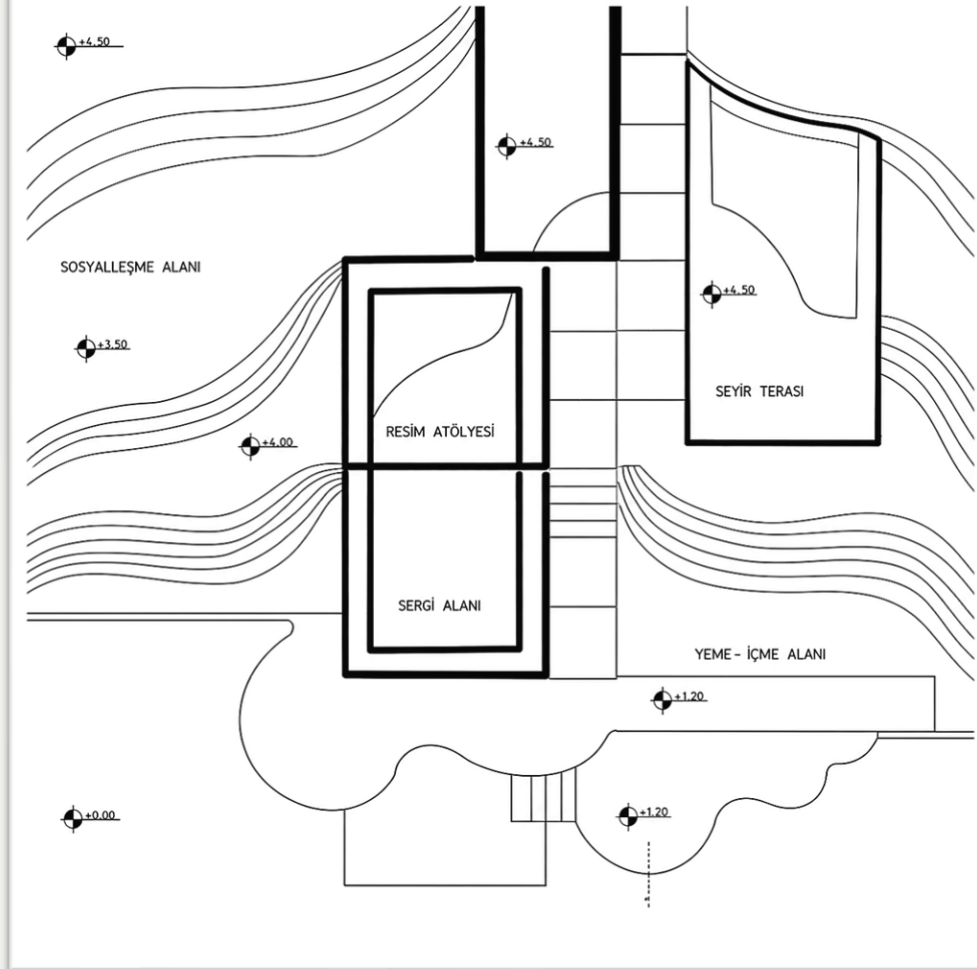 +4.50
+4.50
SOSYALLEŞME ALANI
+4.50
+3.50
SEYİR TERASI
RESİM ATÖLYESİ
+4.00
SERGİ ALANI
YEME- İÇME ALANI
+1.20
+0.00
+1.20